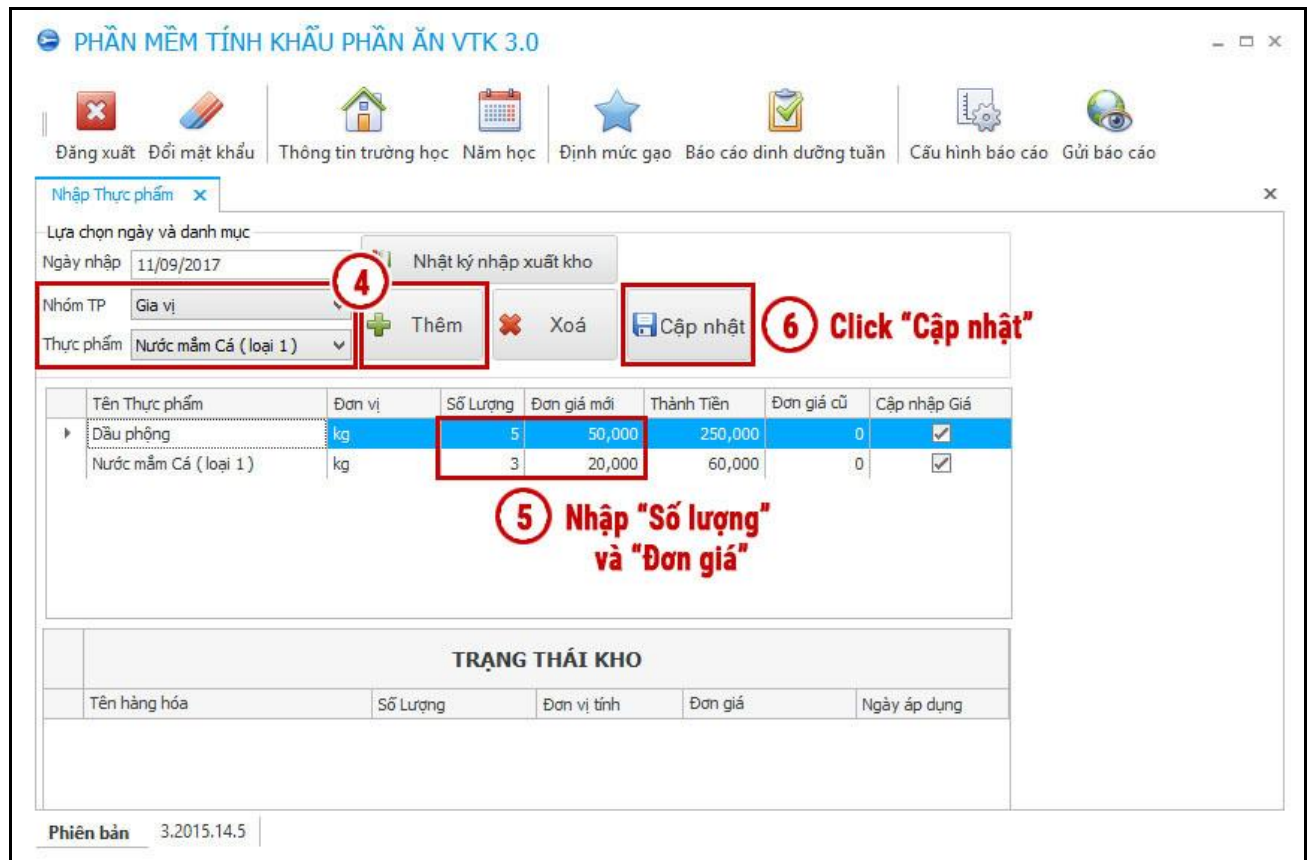 PHẦN MỀM TÍNH KHẨU PHẦN ĂN VTK 3.0
Đăng xuất Đổi mật khẩu Thông tin trường học Năm học Định mức gạo Báo cáo dinh dưỡng tuần Cấu hình báo cáo Gửi báo cáo
Nhập Thực phẩm
Lựa chọn ngày và danh mục
Ngày nhập 11/09/2017 Nhật ký nhập xuất kho
4
Nhóm TP Gia vị
Thêm Xoá Cập nhật 6 Click "Cập nhật"
Thực phẩm Nước mắm Cá ( loại 1 )
Tên Thực phẩm Đơn vị Số Lượng Đơn giá mới Thành Tiền Đơn giá cũ Cập nhập Giá
Dầu phộng kg 5 50,000 250,000 0
Nước mắm Cá ( loại 1 ) kg 3 20,000 60,000 0
5 Nhập "Số lượng"
và "Đơn giá"
TRẠNG THÁI KHO
Tên hàng hóa Số Lượng Đơn vị tính Đơn giá Ngày áp dụng
Phiên bản 3.2015.14.5